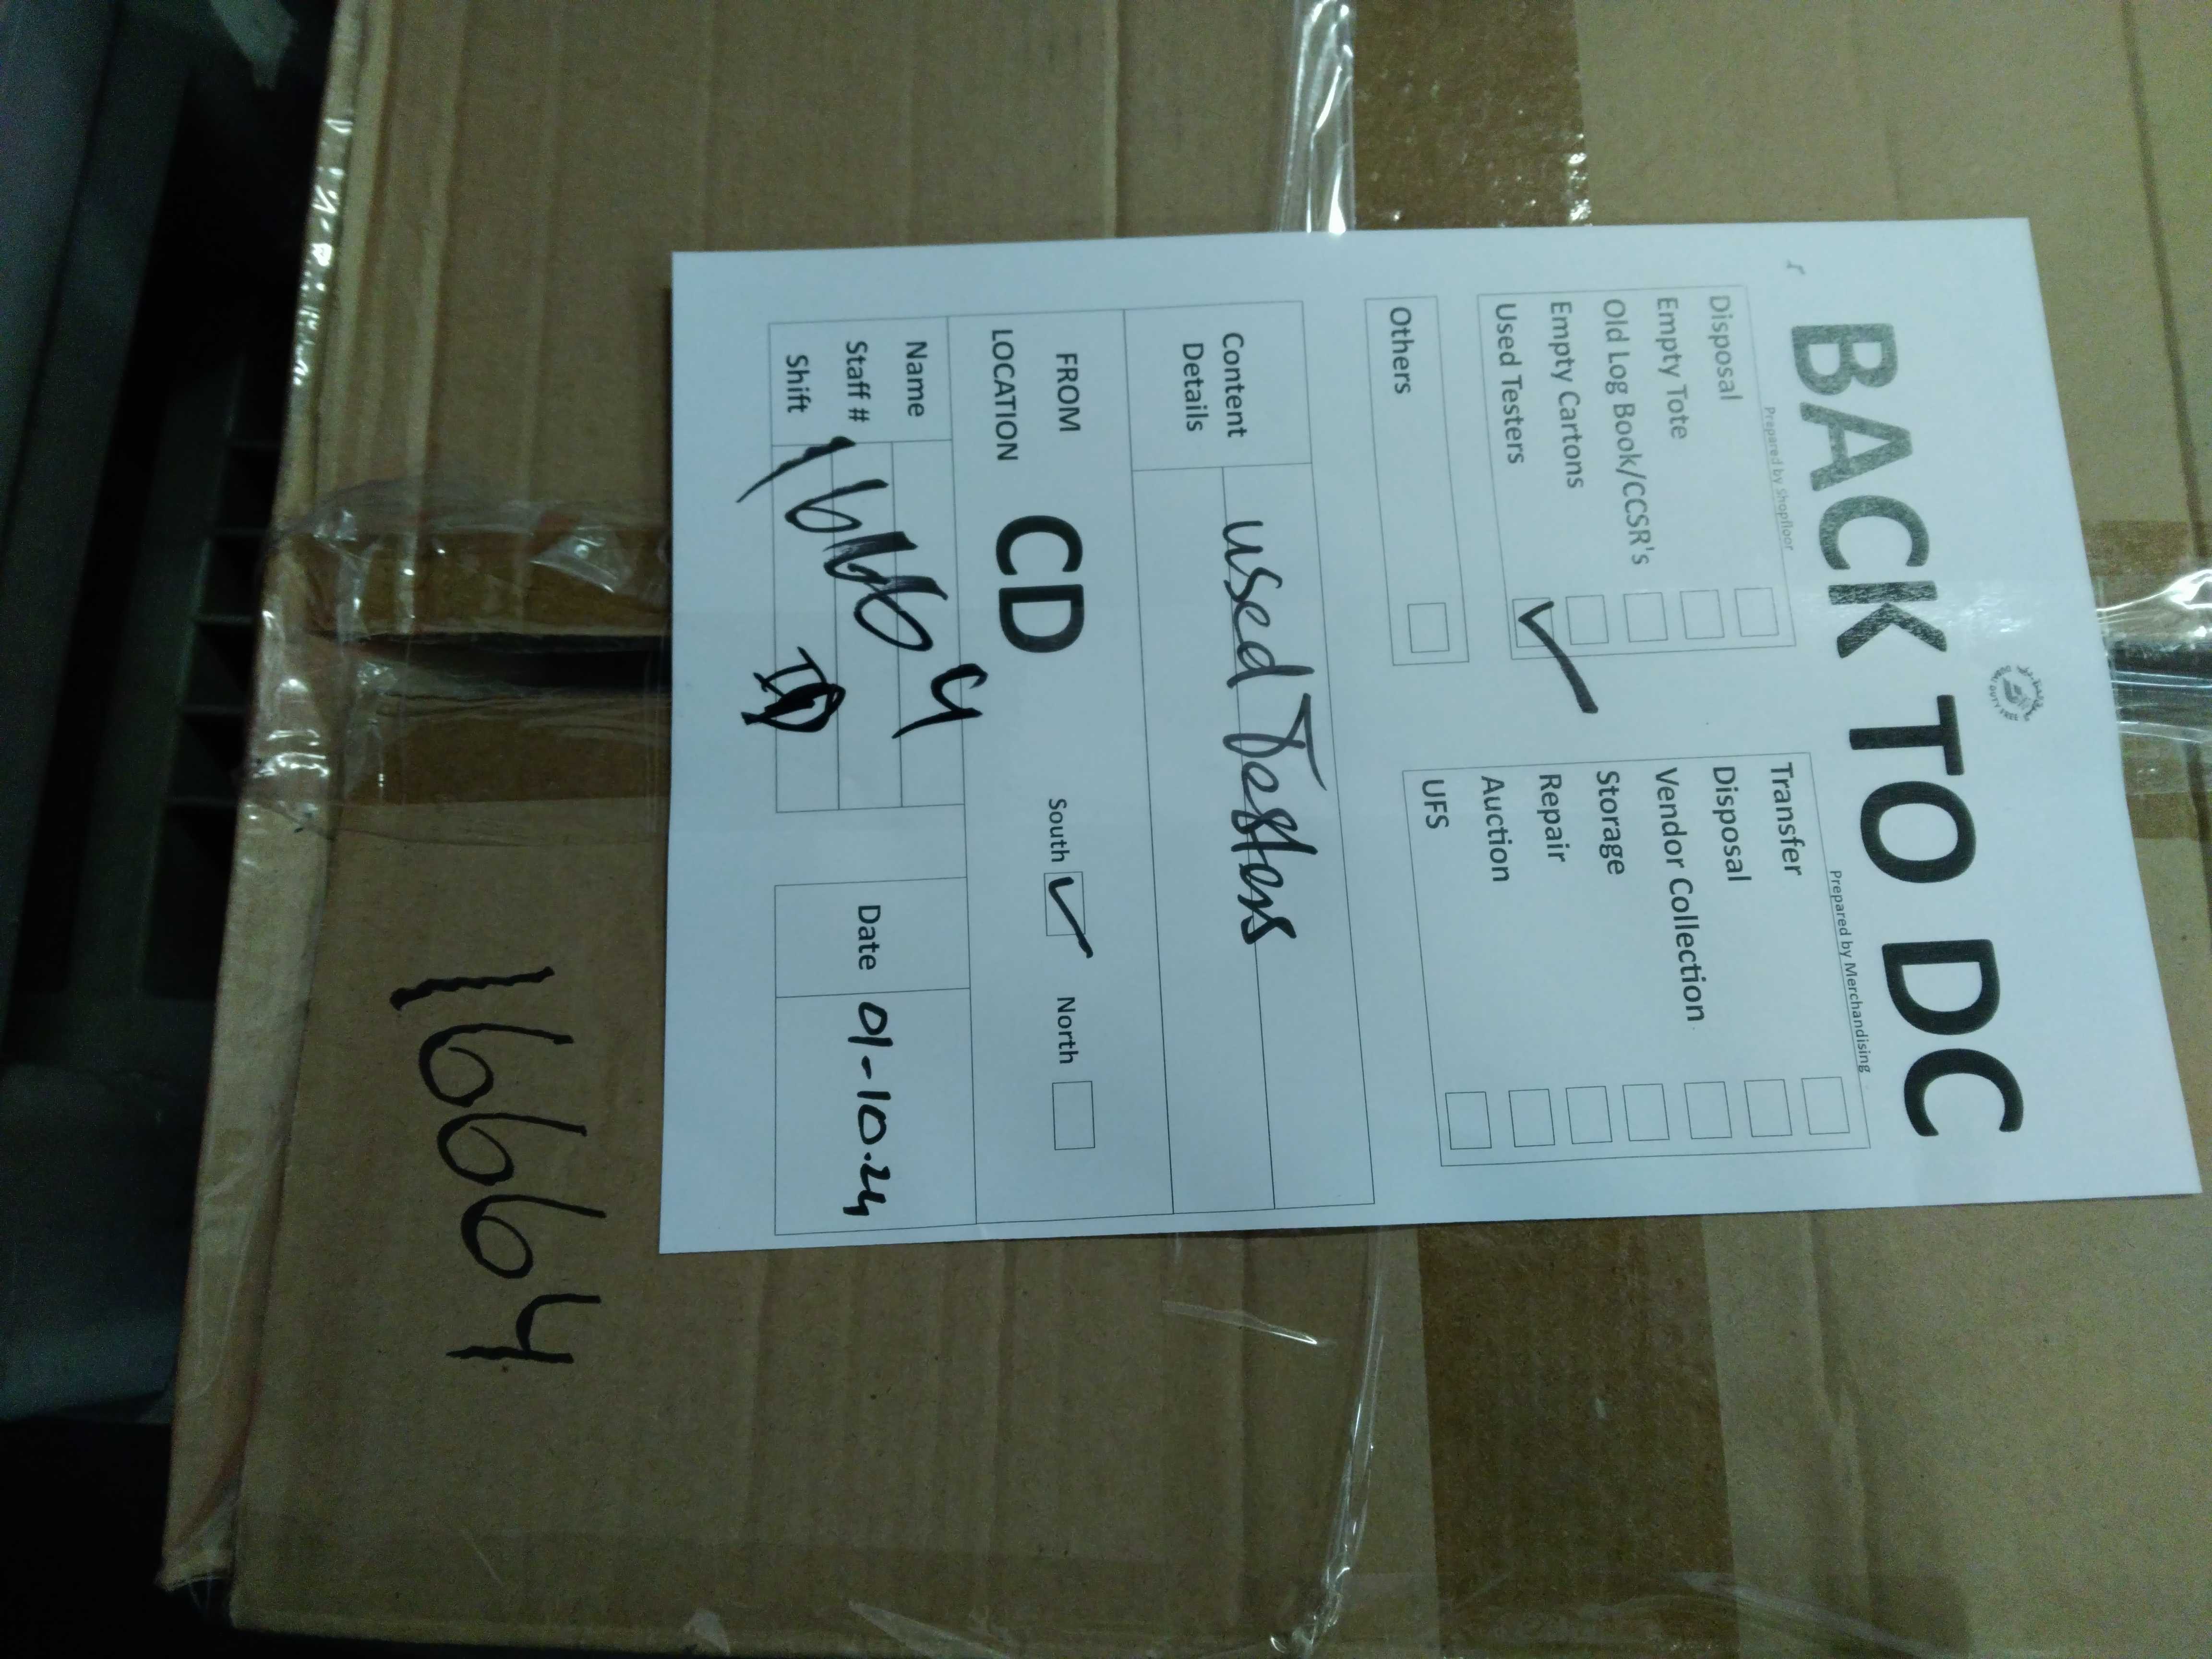 BACK TO DC
DUTY FREE
Prepared by Shopfloor
Disposal
Empty Tote
Old Log Book/CCSR's
Empty Cartons
Used Testers
Others
Prepared by Merchandising
Transfer
Disposal
Vendor Collection
Storage
Repair
Auction
UFS
Content Details
used Testers
FROM LOCATION
CD
South
North
Name
Staff #
Shift
16664
Date
01-10.24
16664